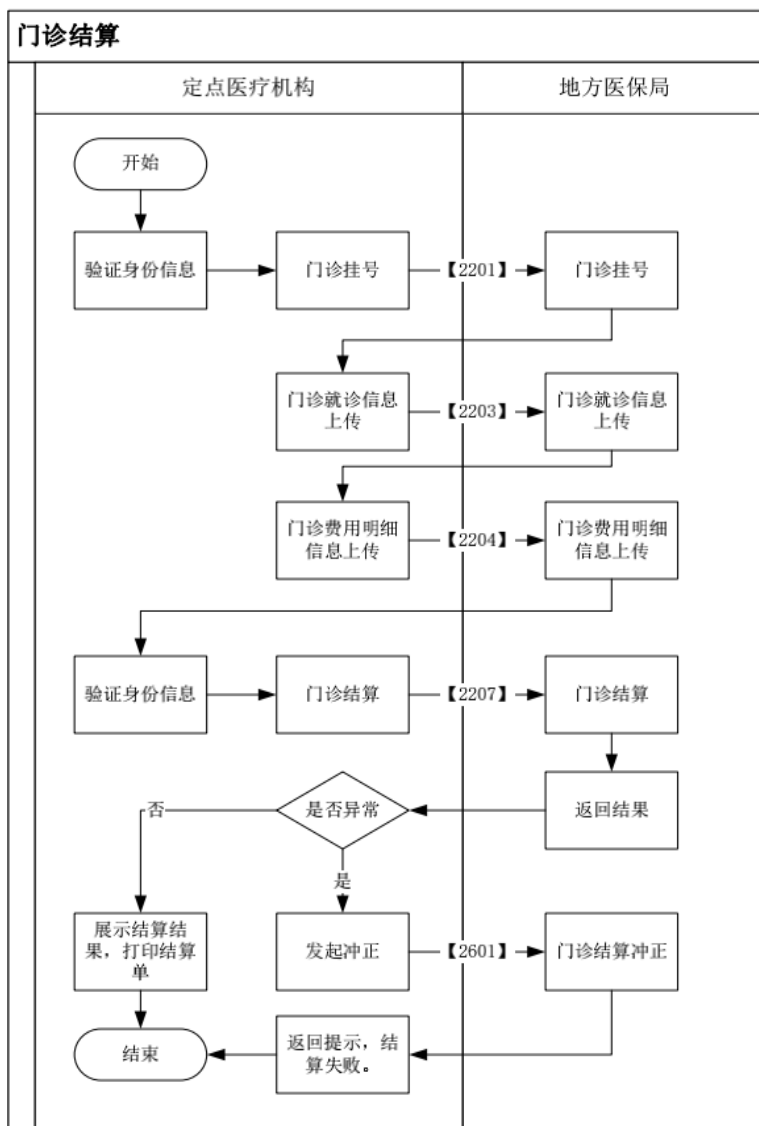 门诊结算
定点医疗机构
地方医保局
开始
验证身份信息
门诊挂号
【2201】
门诊挂号
门诊就诊信息
上传
【2203】
门诊就诊信息
上传
门诊费用明细
信息上传
【2204】
门诊费用明细
信息上传
验证身份信息
门诊结算
【2207】
门诊结算
否
是否异常
返回结果
是
展示结算结
果，打印结算
单
发起冲正
【2601】
门诊结算冲正
结束
返回提示，结
算失败。